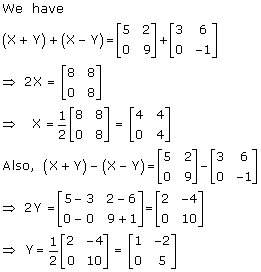 We have
(X + Y) + (X − Y) = [5 2; 0 9] + [3 6; 0 −1]
⇒ 2X = [8 8; 0 8]
⇒ X = 1/2 [8 8; 0 8] = [4 4; 0 4]
Also, (X + Y) − (X − Y) = [5 2; 0 9] − [3 6; 0 −1]
⇒ 2Y = [5 − 3 2 − 6; 0 − 0 9 + 1] = [2 −4; 0 10]
⇒ Y = 1/2 [2 −4; 0 10] = [1 −2; 0 5]